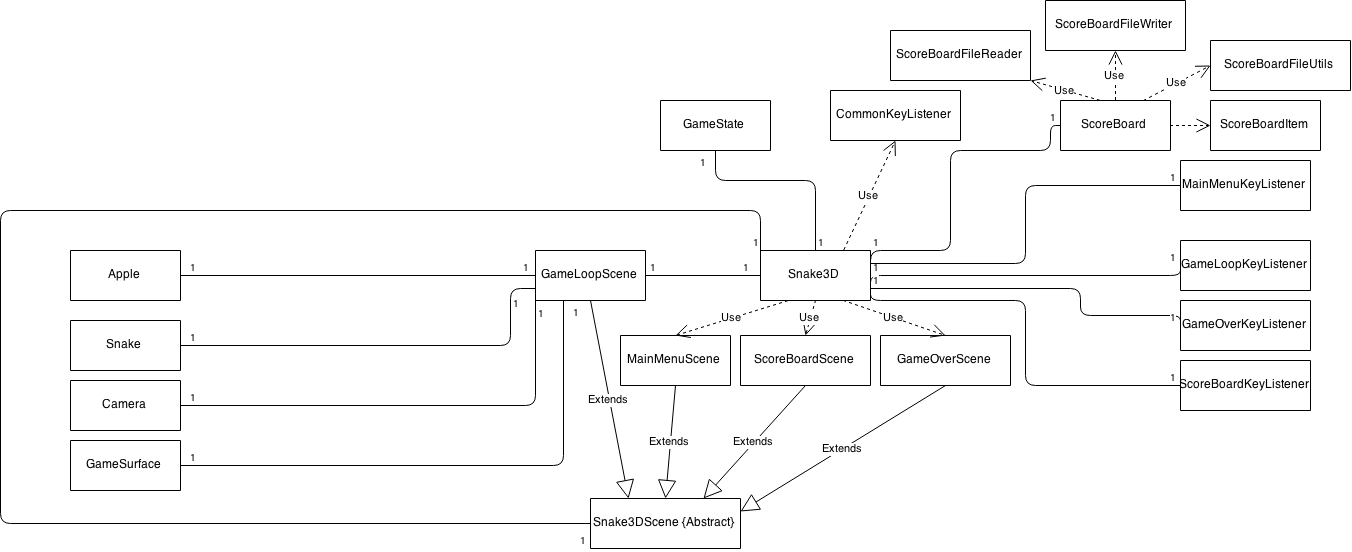 ScoreBoardFileWriter
ScoreBoardFileReader
ScoreBoardFileUtils
Use
Use
Use
CommonKeyListener
GameState
ScoreBoard
ScoreBoardItem
1
1
Use
MainMenuKeyListener
1
1
1
1
GameLoopKeyListener
1
Apple
1
1
GameLoopScene
1
1
Snake3D
1
1
Snake
1
1
1
1
Use
Use
Use
GameOverKeyListener
1
MainMenuScene
ScoreBoardScene
GameOverScene
ScoreBoardKeyListener
1
Camera
1
Extends
Extends
Extends
Extends
GameSurface
1
Snake3DScene {Abstract}
1